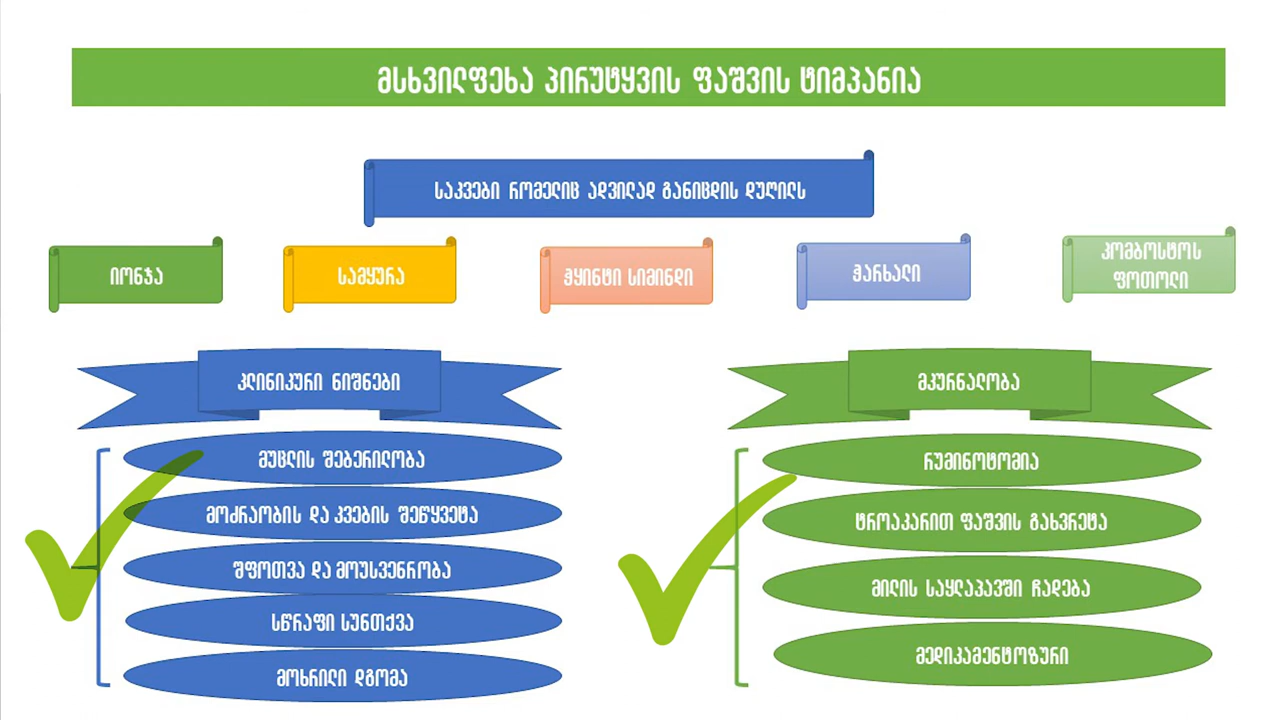 მსხვილფეხა პირუტყვის ფაშვის ტიმპანია
საკვები რომელიც ადვილად განიცდის დუღილს
იონჯა
სამყურა
ჭყინტი სიმინდი
ჭარხალი
კომბოსტოს
ფოთოლი
კლინიკური ნიშნები
მუცლის შებერილობა
მოძრაობის და კვების შეწყვეტა
შფოთვა და მოუსვენრობა
სწრაფი სუნთქვა
მოხრილი დგომა
მკურნალობა
რუმინოტომია
ტროაკარით ფაშვის გახვრეტა
მილის საყლაპავში ჩადება
მედიკამენტოზური